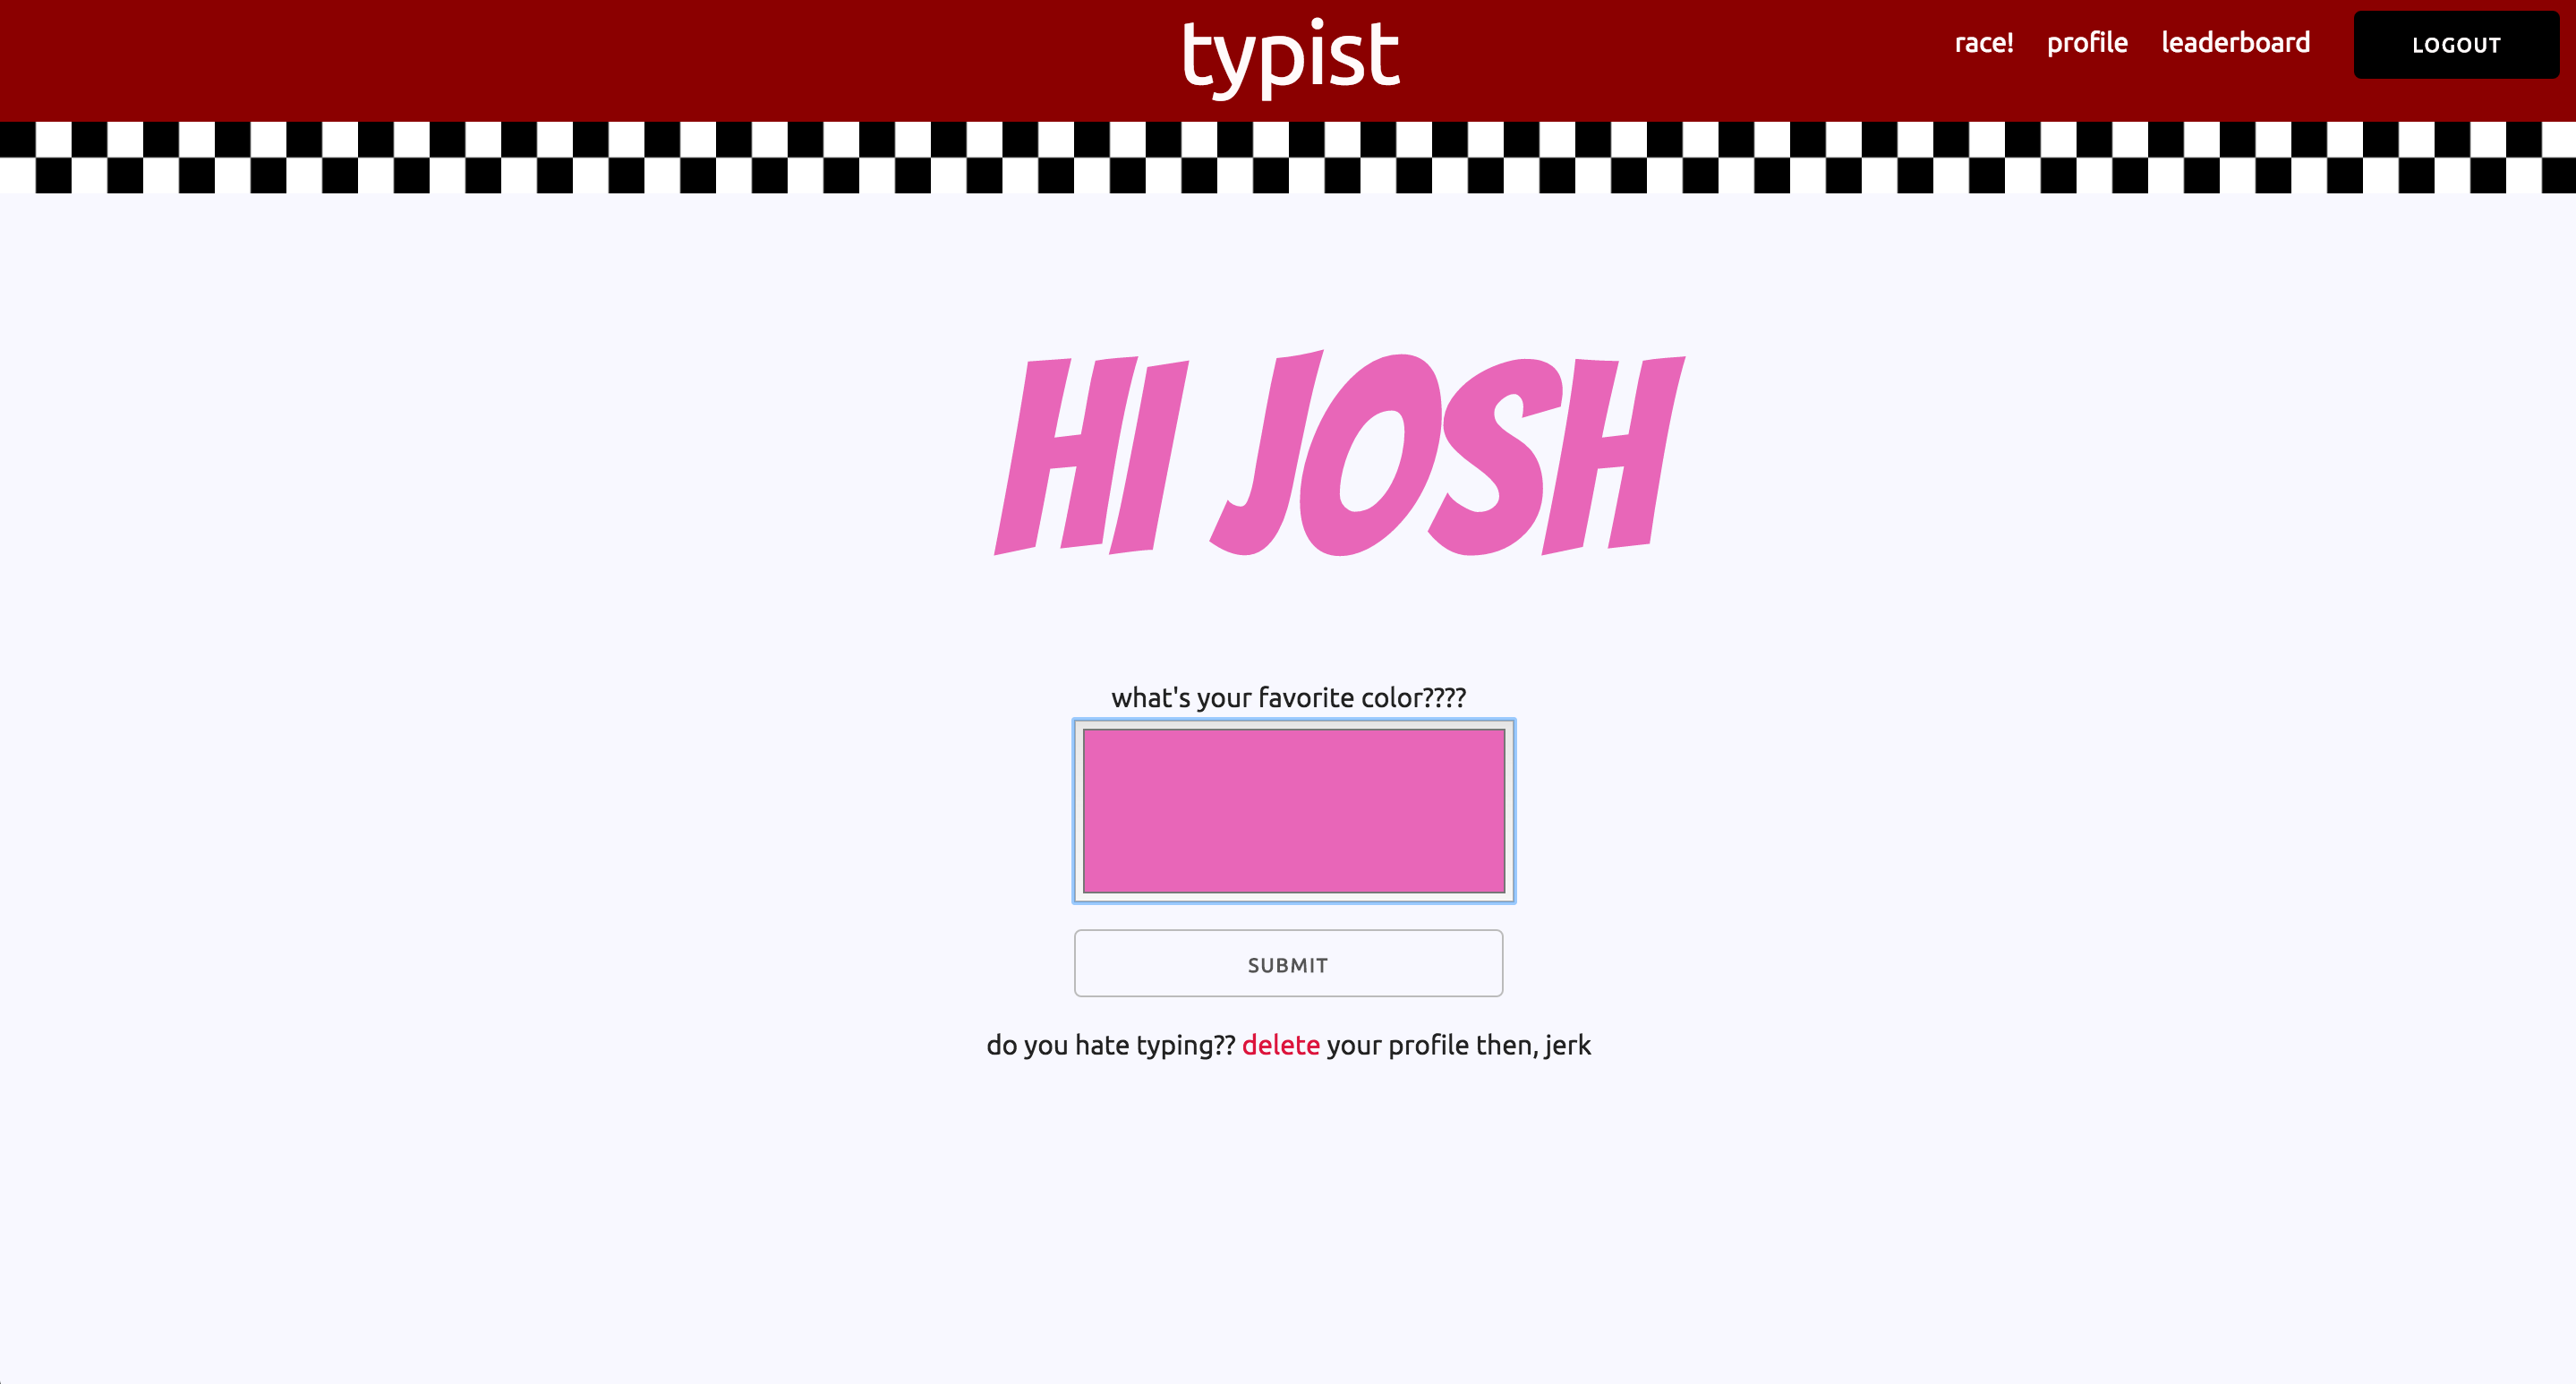 typist
race! profile leaderboard LOGOUT
HI JOSH
what's your favorite color????
SUBMIT
do you hate typing?? delete your profile then, jerk